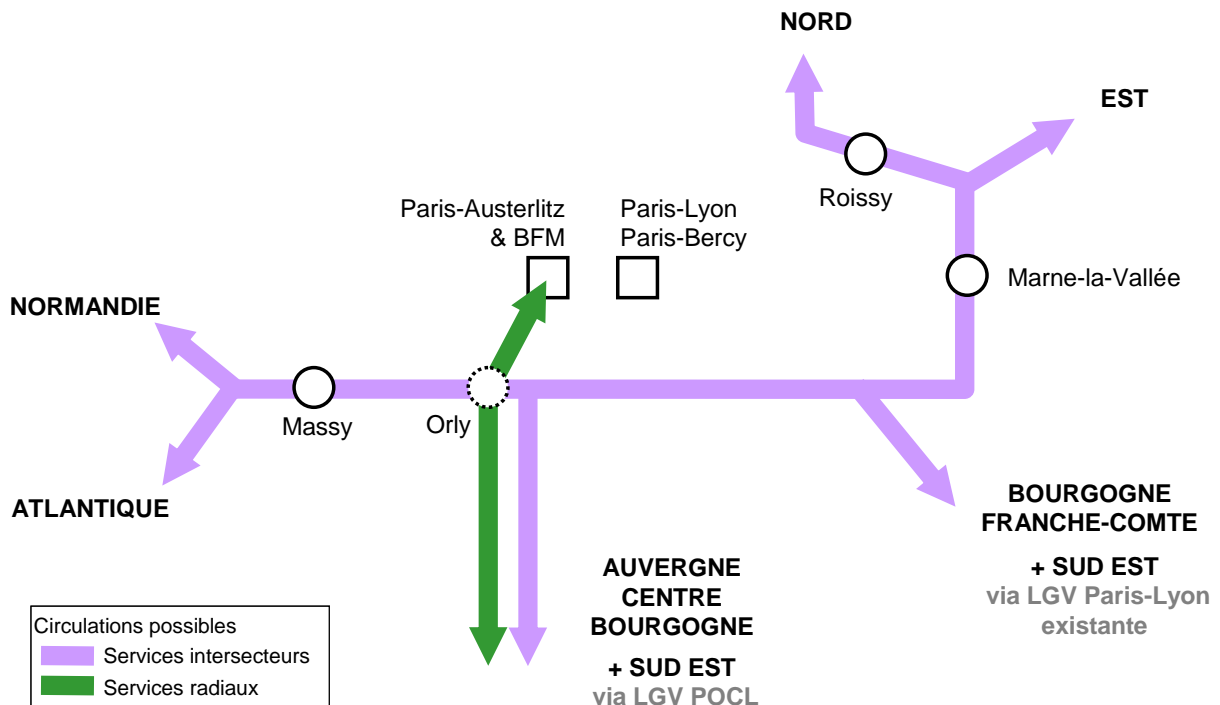 NORD
EST
Roissy
Paris-Austerlitz
& BFM
Paris-Lyon
Paris-Bercy
Marne-la-Vallée
NORMANDIE
Massy
Orly
ATLANTIQUE
BOURGOGNE
FRANCHE-COMTE
+ SUD EST
via LGV Paris-Lyon
existante
AUVERGNE
CENTRE
BOURGOGNE
+ SUD EST
via LGV POCL
Circulations possibles
Services intersecteurs
Services radiaux